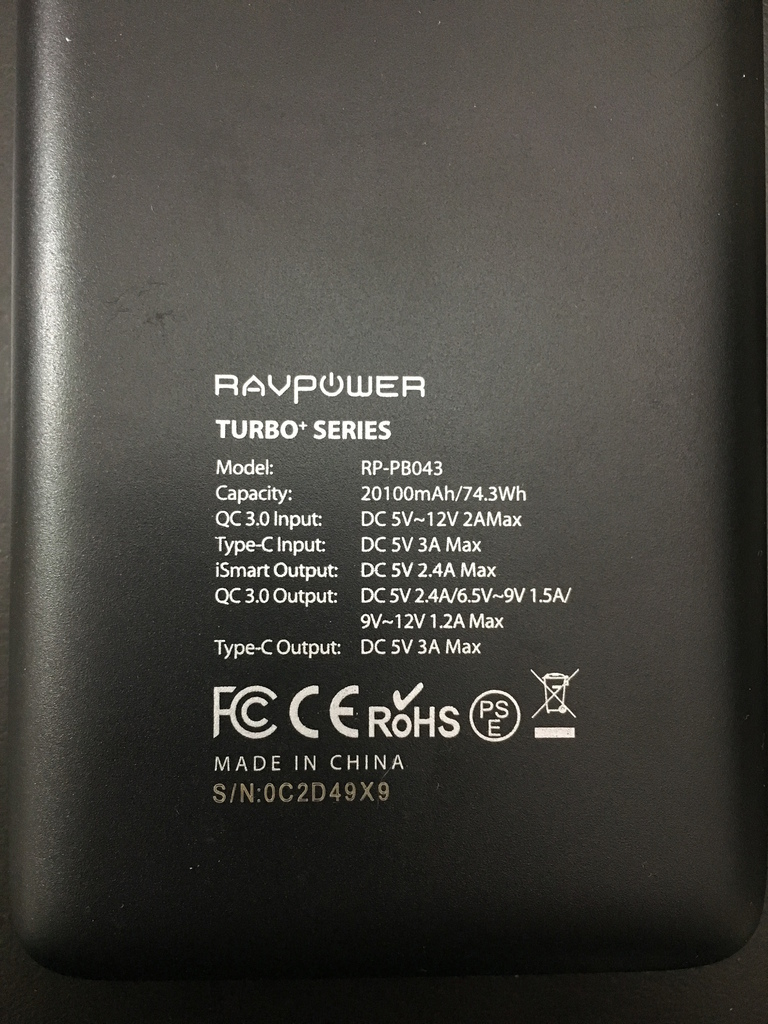 RAVPOWER
TURBO+ SERIES
Model: RP-PB043
Capacity: 20100mAh/74.3Wh
QC 3.0 Input: DC 5V~12V 2AMax
Type-C Input: DC 5V 3A Max
iSmart Output: DC 5V 2.4A Max
QC 3.0 Output: DC 5V 2.4A/6.5V~9V 1.5A/
9V~12V 1.2A Max
Type-C Output: DC 5V 3A Max
FC CE RoHS PSE
MADE IN CHINA
S/N:0C2D49X9